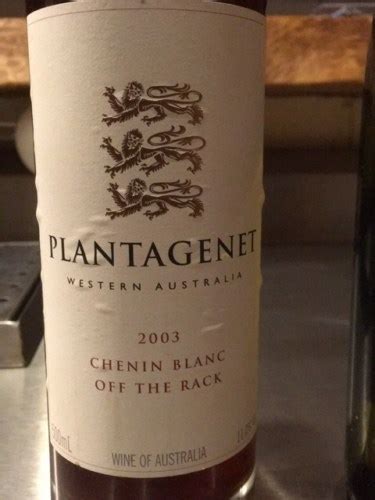 PLANTAGENET
WESTERN AUSTRALIA
2003
CHENIN BLANC
OFF THE RACK
WINE OF AUSTRALIA